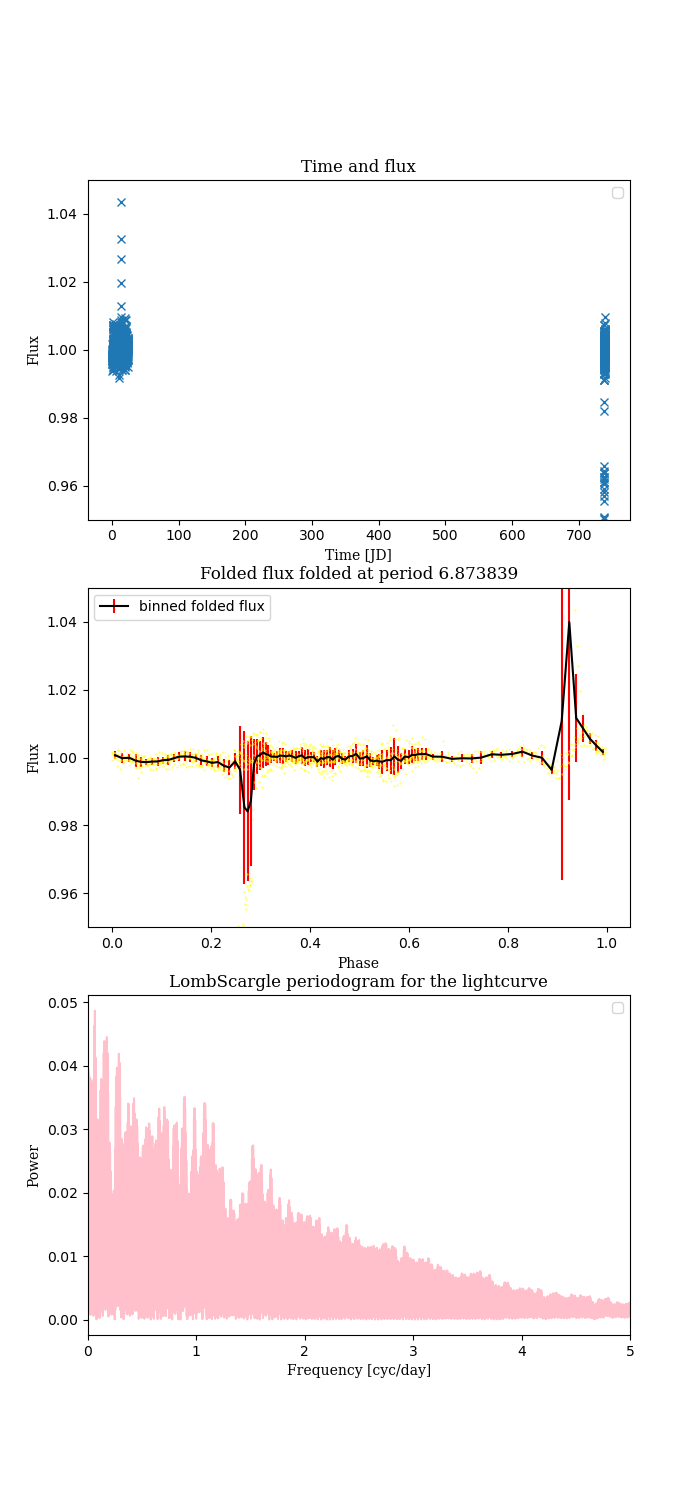 Time and flux
1.04
1.02
1.00
0.98
0.96
Flux
0 100 200 300 400 500 600 700
Time [JD]
Folded flux folded at period 6.873839
binned folded flux
1.04
1.02
1.00
0.98
0.96
Flux
0.0 0.2 0.4 0.6 0.8 1.0
Phase
LombScargle periodogram for the lightcurve
0.05
0.04
0.03
0.02
0.01
0.00
Power
0 1 2 3 4 5
Frequency [cyc/day]